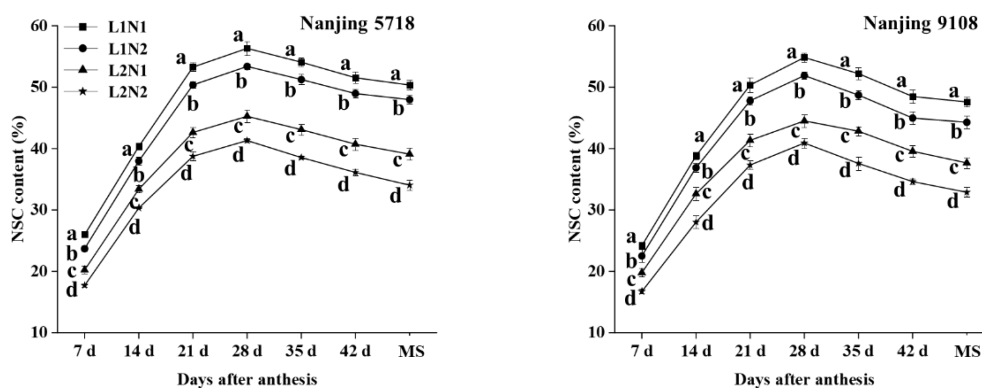 Nanjing 5718
L1N1
L1N2
L2N1
L2N2
NSC content (%)
60
50
40
30
20
10
a a a a a a a
b b b b b b b
c c c c c c c
d d d d d d d
7 d 14 d 21 d 28 d 35 d 42 d MS
Days after anthesis
Nanjing 9108
NSC content (%)
60
50
40
30
20
10
a a a a a a a
b b b b b b b
c c c c c c c
d d d d d d d
7 d 14 d 21 d 28 d 35 d 42 d MS
Days after anthesis